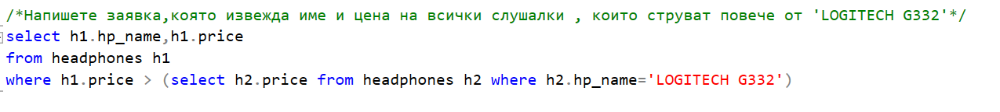 /*Напишете заявка,която извежда име и цена на всички слушалки , които струват повече от 'LOGITECH G332'*/
select h1.hp_name,h1.price
from headphones h1
where h1.price > (select h2.price from headphones h2 where h2.hp_name='LOGITECH G332')